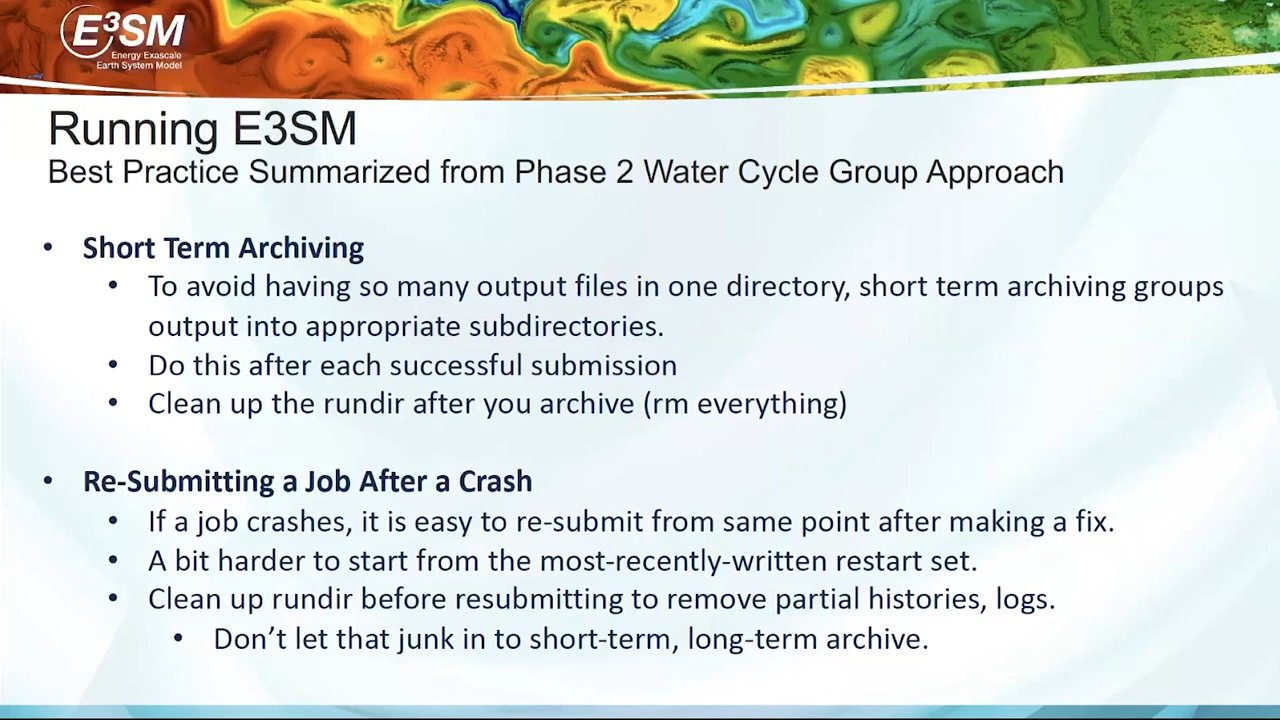 E3SM
Energy Exascale
Earth System Model
Running E3SM
Best Practice Summarized from Phase 2 Water Cycle Group Approach
• Short Term Archiving
• To avoid having so many output files in one directory, short term archiving groups
output into appropriate subdirectories.
• Do this after each successful submission
• Clean up the rundir after you archive (rm everything)
• Re-Submitting a Job After a Crash
• If a job crashes, it is easy to re-submit from same point after making a fix.
• A bit harder to start from the most-recently-written restart set.
• Clean up rundir before resubmitting to remove partial histories, logs.
• Don’t let that junk in to short-term, long-term archive.